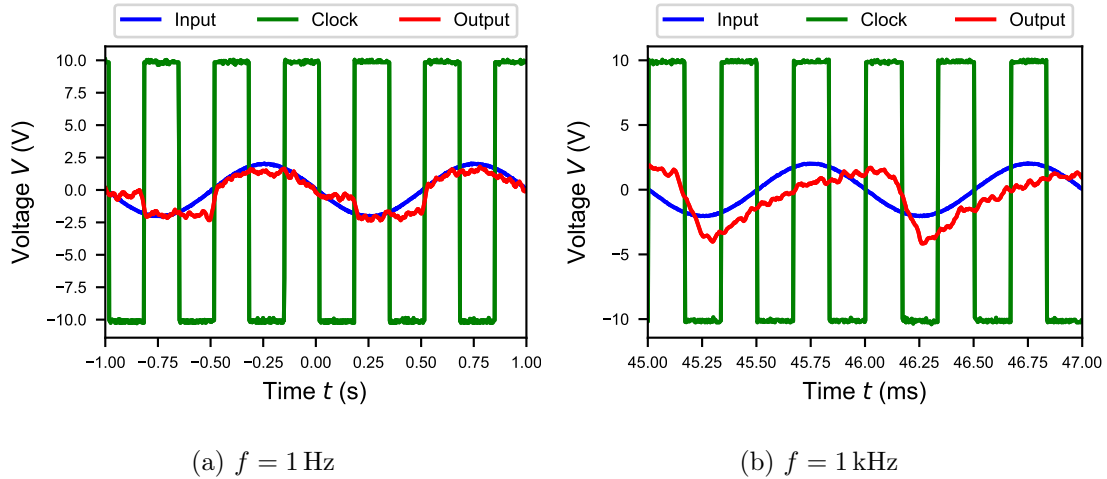 Input Clock Output
10.0
7.5
5.0
2.5
0.0
−2.5
−5.0
−7.5
−10.0
Voltage V (V)
−1.00 −0.75 −0.50 −0.25 0.00 0.25 0.50 0.75 1.00
Time t (s)
(a) f = 1 Hz
Input Clock Output
10
5
0
−5
−10
Voltage V (V)
45.00 45.25 45.50 45.75 46.00 46.25 46.50 46.75 47.00
Time t (ms)
(b) f = 1 kHz